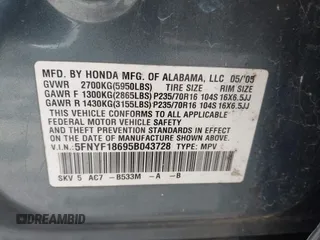 MFD. BY HONDA MFG. OF ALABAMA, LLC 05/'05
GVWR 2700KG(5950LBS) TIRE SIZE RIM SIZE
GAWR F 1300KG(2865LBS)P235/70R16 104S 16X6.5JJ
GAWR R 1430KG(3155LBS)P235/70R16 104S 16X6.5JJ
THIS VEHICLE CONFORMS TO ALL APPLICABLE
FEDERAL MOTOR VEHICLE SAFETY AND
THEFT PREVENTION STANDARDS IN EFFECT ON
THE DATE OF MANUFACTURE SHOWN ABOVE.
V.I.N.: 5FNYF18695B043728 TYPE: MPV
SKV 5 AC7 -B533M -A -B
DREAMBID